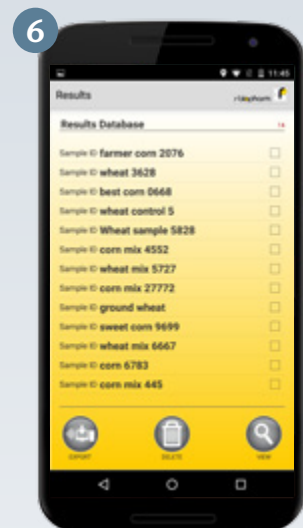 6
11:45
Results
r-biopharm
Results Database
Sample ID farmer corn 2076
Sample ID wheat 3628
Sample ID best corn 0668
Sample ID wheat control 5
Sample ID Wheat sample 5828
Sample ID corn mix 4552
Sample ID wheat mix 5727
Sample ID corn mix 27772
Sample ID ground wheat
Sample ID sweet corn 9699
Sample ID wheat mix 6667
Sample ID corn 6783
Sample ID corn mix 445
EXPORT
DELETE
VIEW